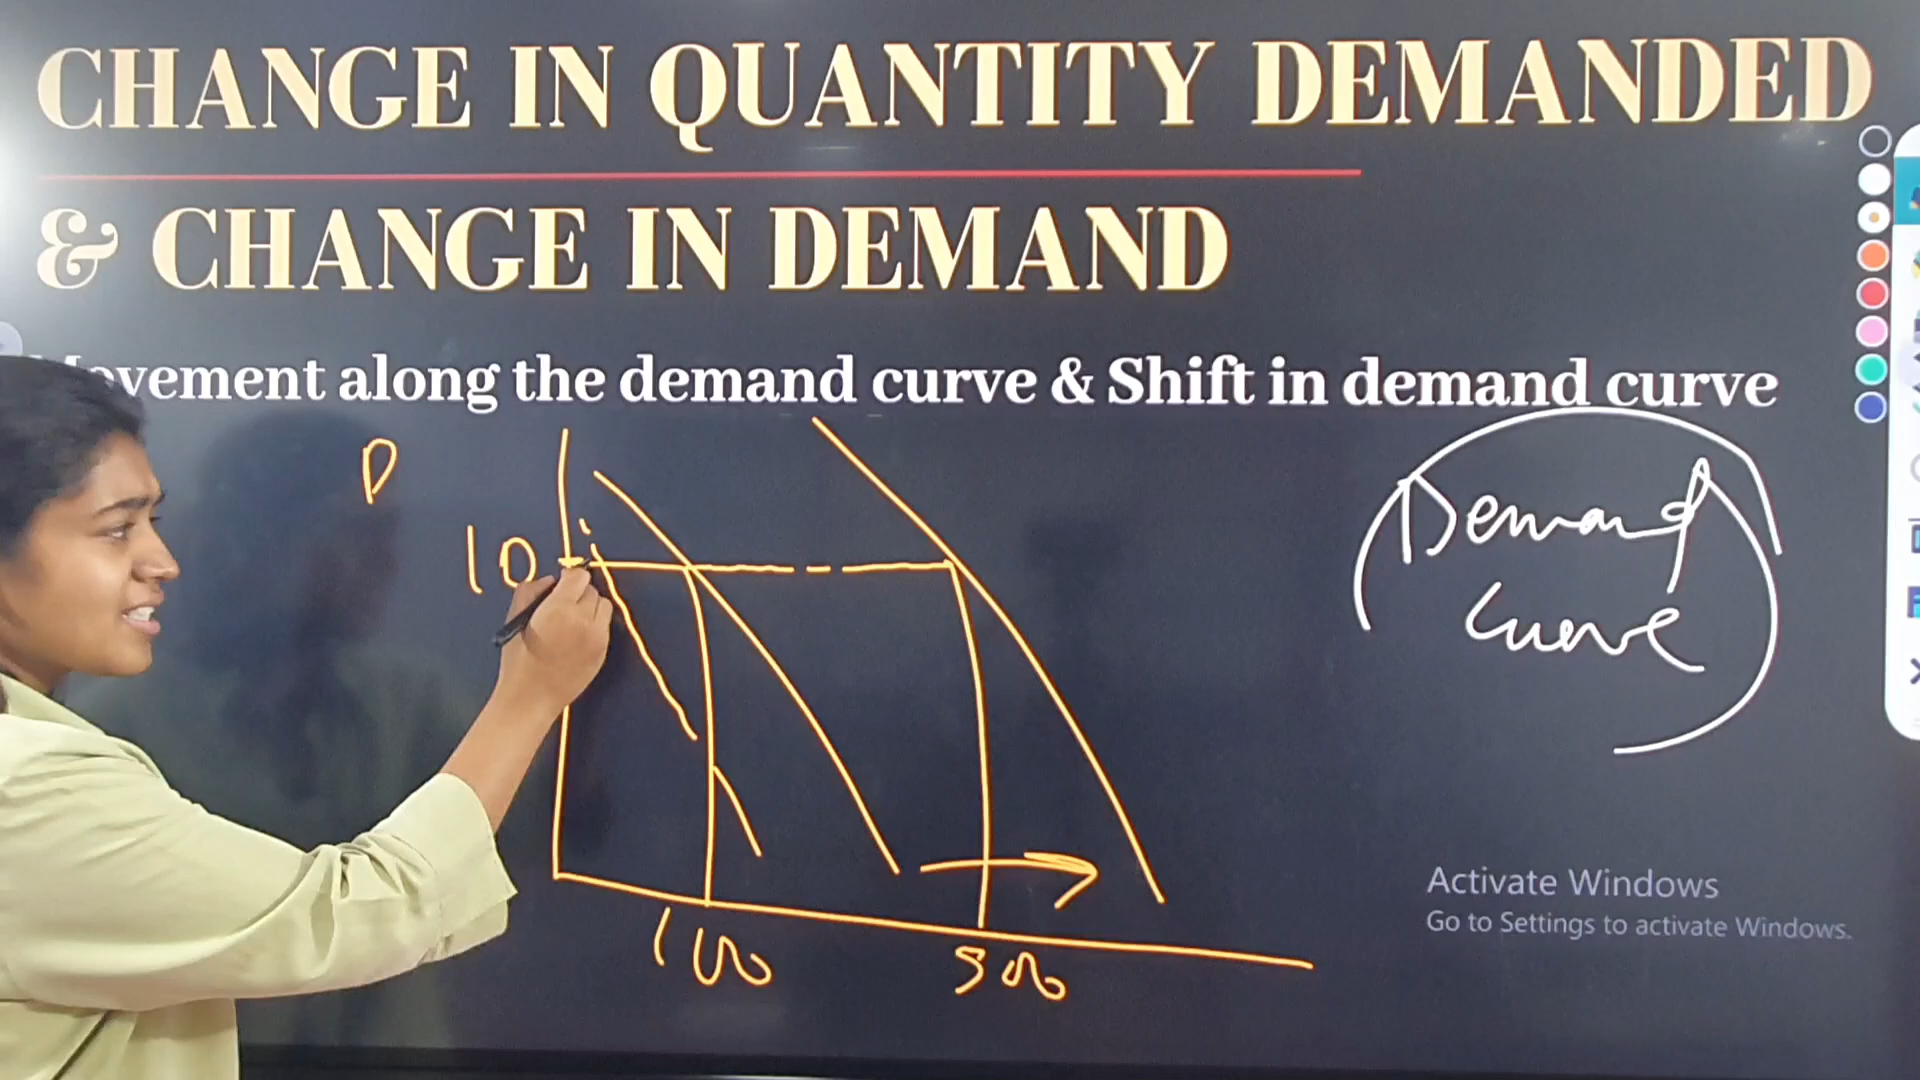 CHANGE IN QUANTITY DEMANDED
& CHANGE IN DEMAND
Movement along the demand curve & Shift in demand curve
P
10
100
500
Demand
Curve
Activate Windows
Go to Settings to activate Windows.